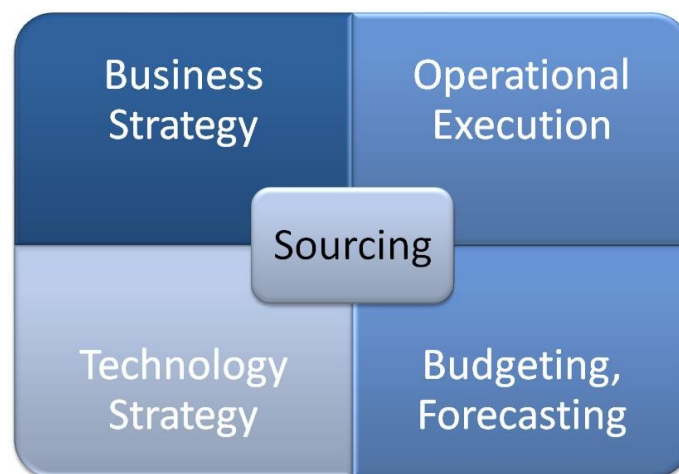 Business
Strategy
Operational
Execution
Sourcing
Technology
Strategy
Budgeting,
Forecasting